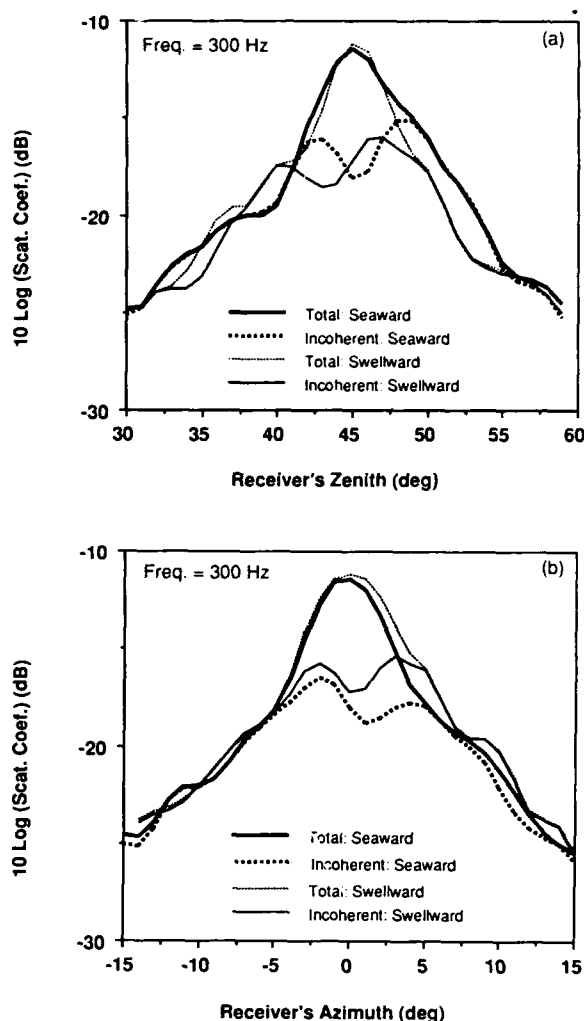 -10
Freq. = 300 Hz
(a)
-20
10 Log (Scat. Coef.) (dB)
Total: Seaward
Incoherent: Seaward
Total: Swellward
Incoherent: Swellward
-30
30 35 40 45 50 55 60
Receiver's Zenith (deg)
-10
Freq. = 300 Hz
(b)
-20
10 Log (Scat. Coef.) (dB)
Total: Seaward
Incoherent: Seaward
Total: Swellward
Incoherent: Swellward
-30
-15 -10 -5 0 5 10 15
Receiver's Azimuth (deg)